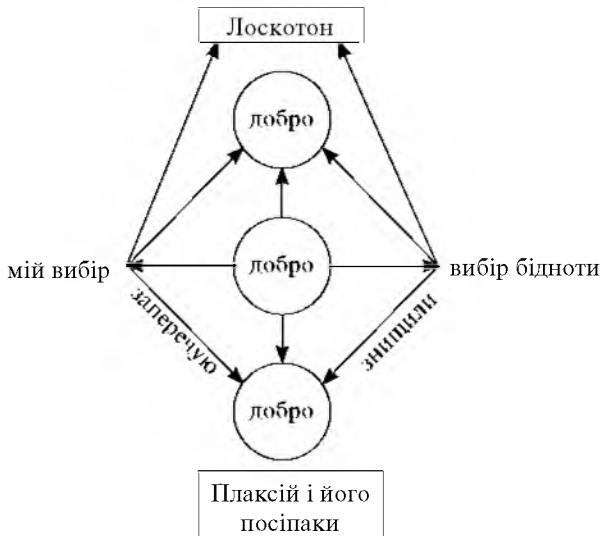 Лоскотон
добро
мій вибір
добро
вибір бідноти
заперечую
знищили
добро
Плаксій і його
посіпаки